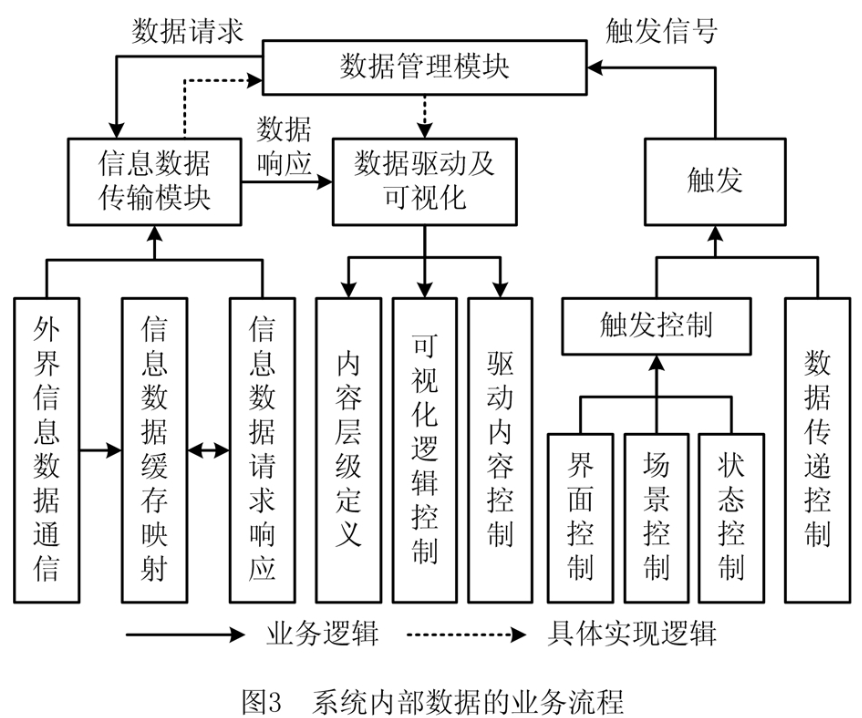 数据请求
触发信号
数据管理模块
数据
响应
信息数据
传输模块
数据驱动及
可视化
触发
外界信息数据通信
信息数据缓存映射
信息数据请求响应
内容层级定义
可视化逻辑控制
驱动内容控制
触发控制
界面控制
场景控制
状态控制
数据传递控制
业务逻辑
具体实现逻辑
图3 系统内部数据的业务流程